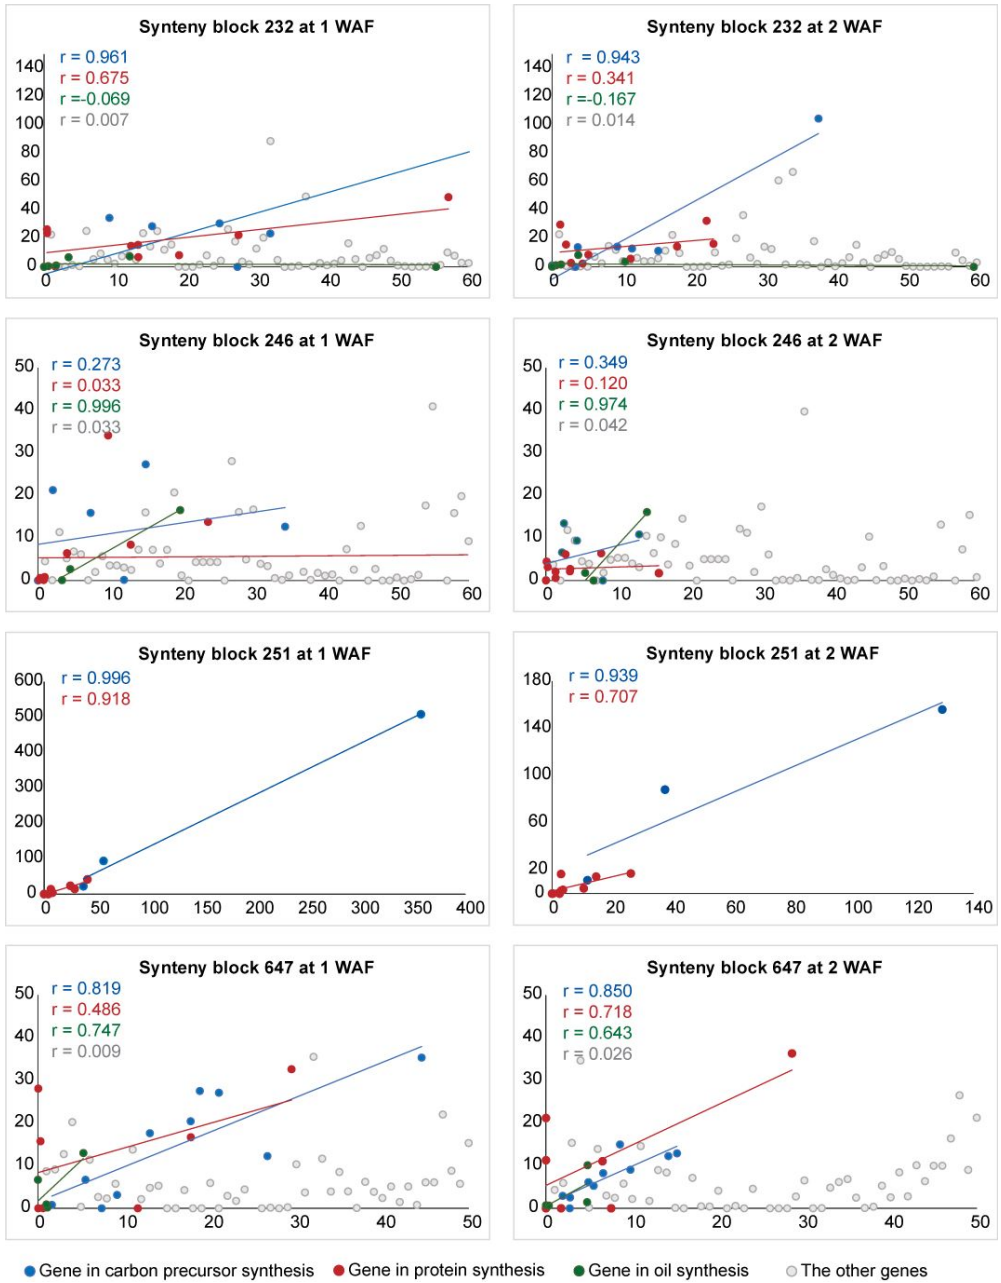 Synteny block 232 at 1 WAF
r = 0.961
r = 0.675
r =-0.069
r = 0.007
140
120
100
80
60
40
20
0
0 10 20 30 40 50 60
Synteny block 232 at 2 WAF
r = 0.943
r = 0.341
r =-0.167
r = 0.014
140
120
100
80
60
40
20
0
0 10 20 30 40 50 60
Synteny block 246 at 1 WAF
r = 0.273
r = 0.033
r = 0.996
r = 0.033
50
40
30
20
10
0
0 10 20 30 40 50 60
Synteny block 246 at 2 WAF
r = 0.349
r = 0.120
r = 0.974
r = 0.042
50
40
30
20
10
0
0 10 20 30 40 50 60
Synteny block 251 at 1 WAF
r = 0.996
r = 0.918
600
500
400
300
200
100
0
0 50 100 150 200 250 300 350 400
Synteny block 251 at 2 WAF
r = 0.939
r = 0.707
180
140
100
60
20
0
0 20 40 60 80 100 120 140
Synteny block 647 at 1 WAF
r = 0.819
r = 0.486
r = 0.747
r = 0.009
50
40
30
20
10
0
0 10 20 30 40 50
Synteny block 647 at 2 WAF
r = 0.850
r = 0.718
r = 0.643
r = 0.026
50
40
30
20
10
0
0 10 20 30 40 50
Gene in carbon precursor synthesis Gene in protein synthesis Gene in oil synthesis The other genes